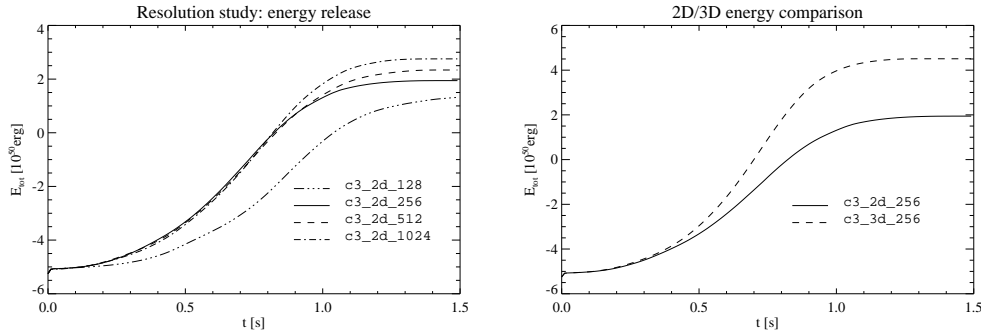 Resolution study: energy release
4
2
0
-2
-4
-6
E_tot [10^50 erg]
c3_2d_128
c3_2d_256
c3_2d_512
c3_2d_1024
0.0 0.5 1.0 1.5
t [s]
2D/3D energy comparison
6
4
2
0
-2
-4
-6
E_tot [10^50 erg]
c3_2d_256
c3_3d_256
0.0 0.5 1.0 1.5
t [s]